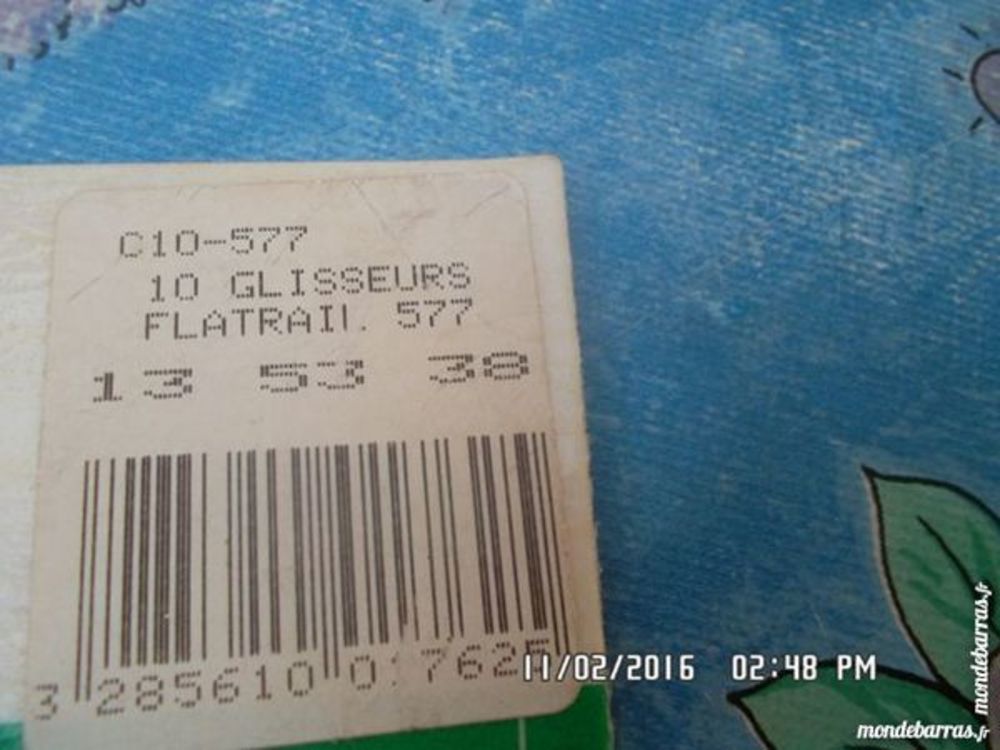 C10-577
10 GLISSEURS
FLATRAIL 577
13 53 38
3 285610
11/02/2016 02:48 PM
mondebarras.fr
mondebarras.fr